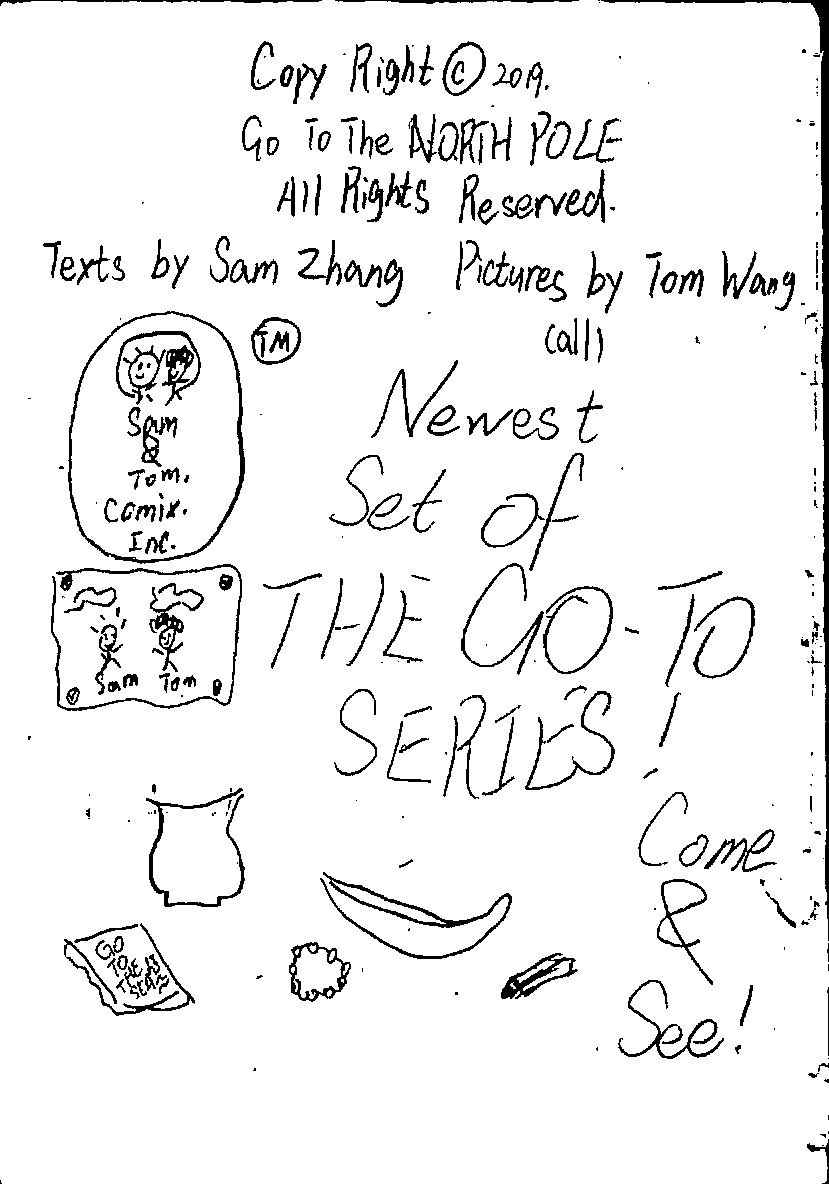 Copy Right © 2019.
Go To The NORTH POLE
All Rights Reserved.
Texts by Sam Zhang Pictures by Tom Wang
(all)
TM
Sam
&
Tom.
Comix.
Inc.
Newest
Set of
THE GO-TO
SERIES!
Sam Tom
Come
&
See!
GO
TO
THE
SEA